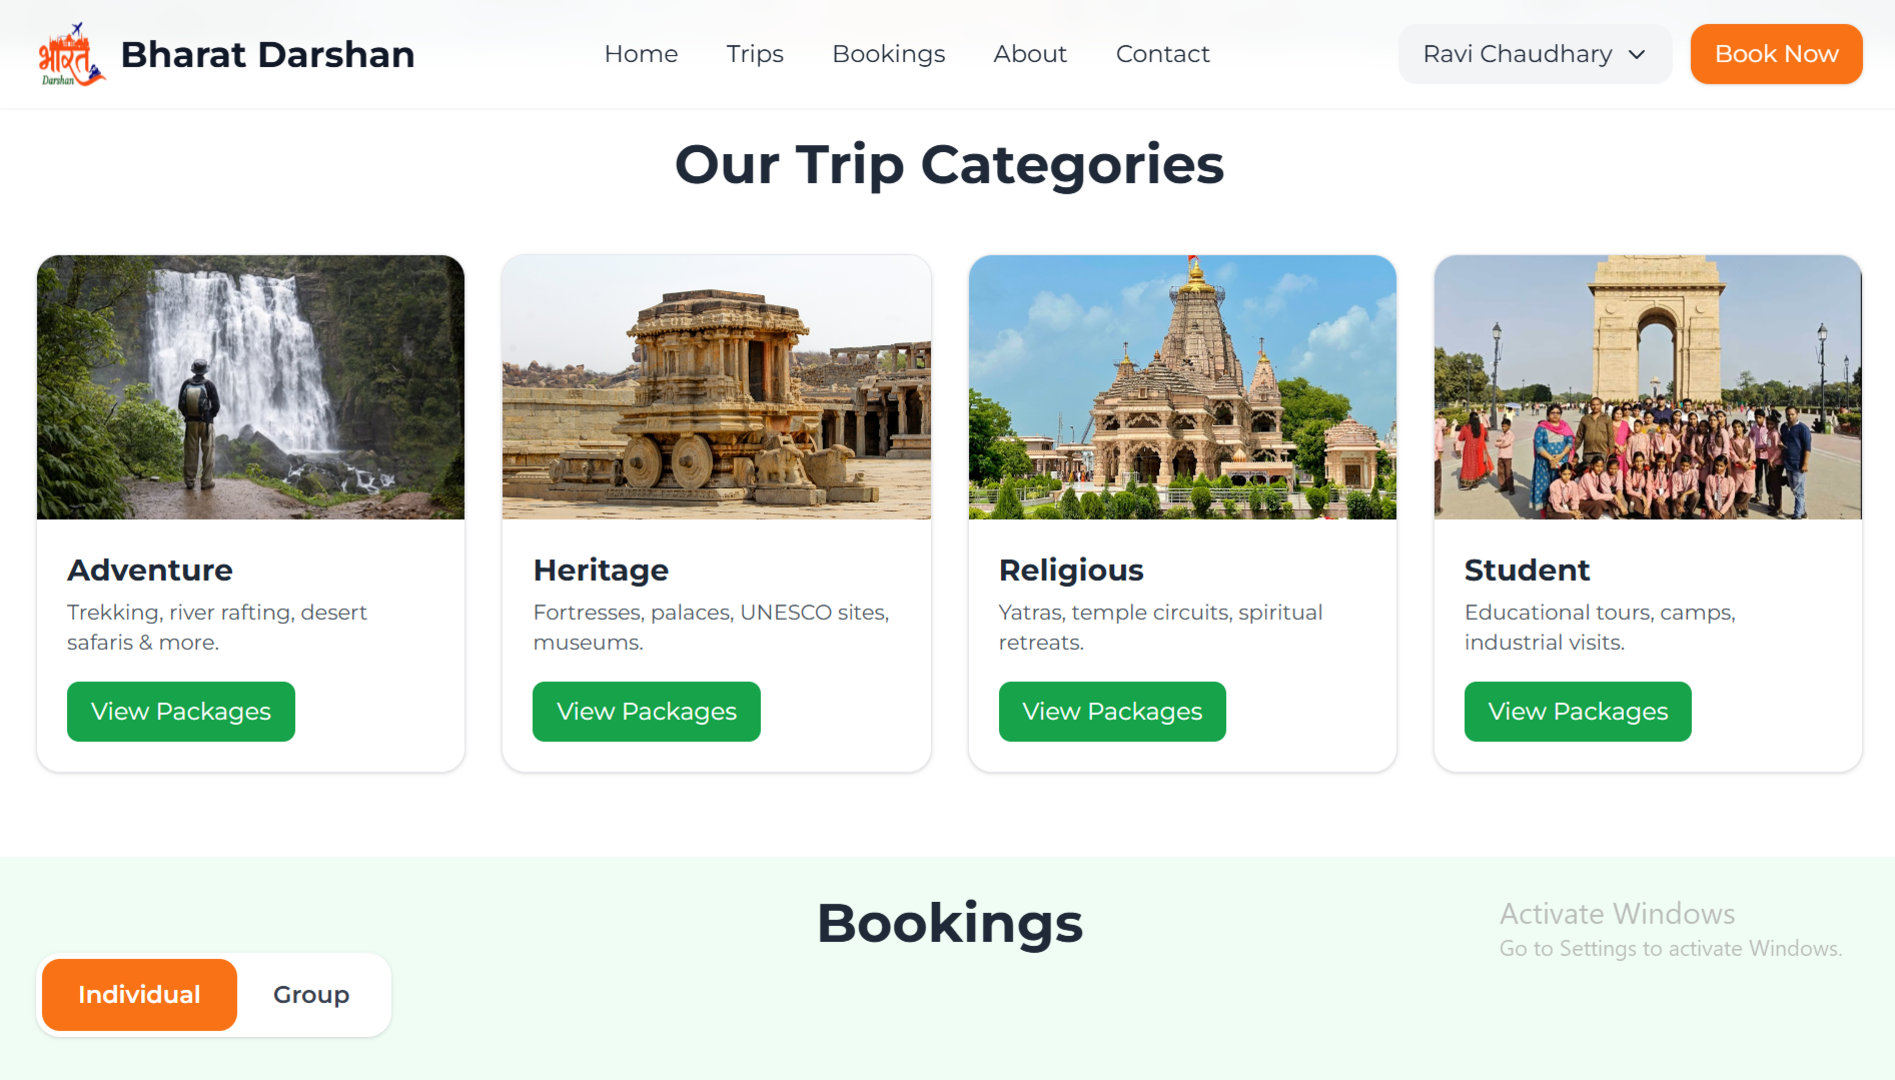 भारत
Darshan
Bharat Darshan
Home
Trips
Bookings
About
Contact
Ravi Chaudhary
Book Now
Our Trip Categories
Adventure
Trekking, river rafting, desert
safaris & more.
View Packages
Heritage
Fortresses, palaces, UNESCO sites,
museums.
View Packages
Religious
Yatras, temple circuits, spiritual
retreats.
View Packages
Student
Educational tours, camps,
industrial visits.
View Packages
Bookings
Individual
Group
Activate Windows
Go to Settings to activate Windows.